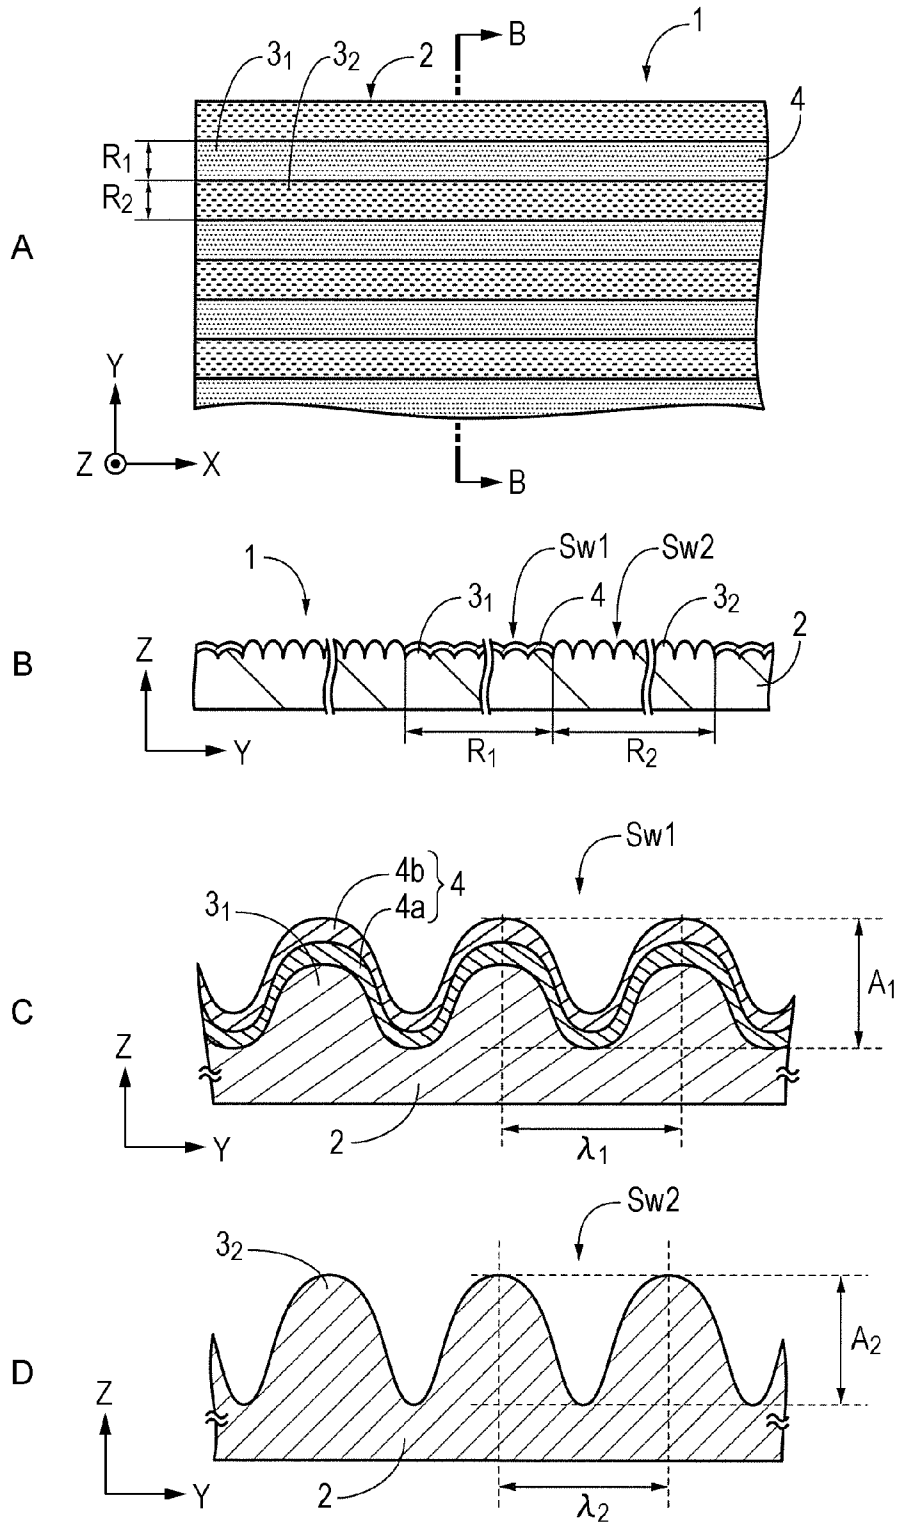 B
1
3₁ 3₂ 2
4
R₁
R₂
A
Y
Z X
B
Sw1 Sw2
1
3₁ 4 3₂ 2
B
Z
Y
R₁ R₂
Sw1
4b
4a
4
3₁
A₁
C
Z
Y
2
λ₁
Sw2
3₂
A₂
D
Z
Y
2
λ₂